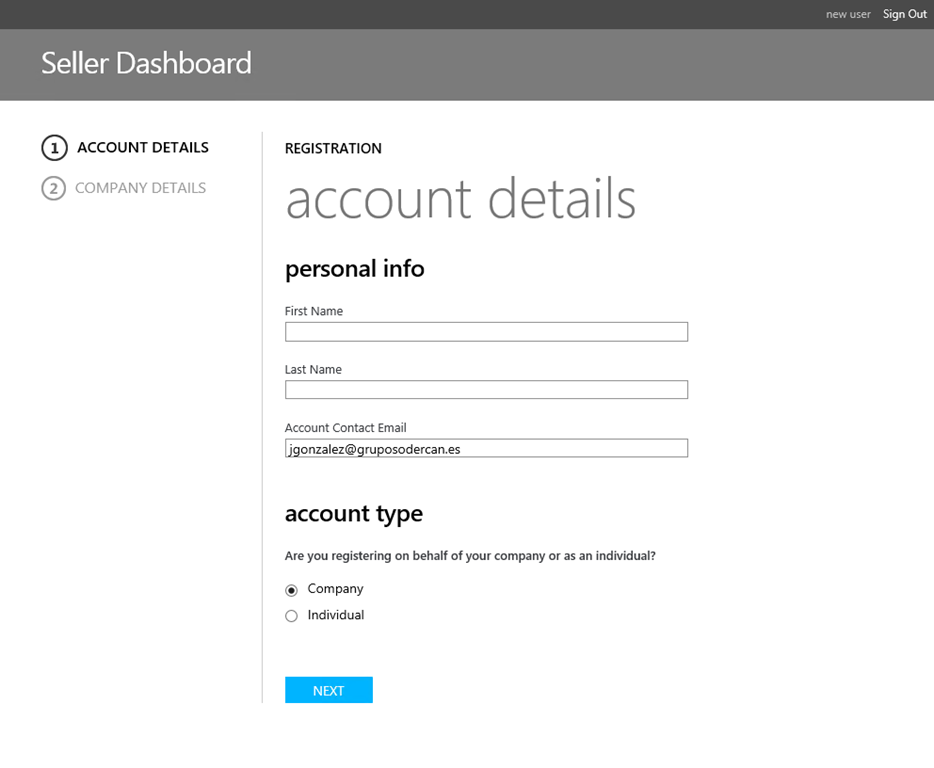 new user Sign Out
Seller Dashboard
1 ACCOUNT DETAILS
2 COMPANY DETAILS
REGISTRATION
account details
personal info
First Name
Last Name
Account Contact Email
jgonzalez@gruposodercan.es
account type
Are you registering on behalf of your company or as an individual?
Company
Individual
NEXT